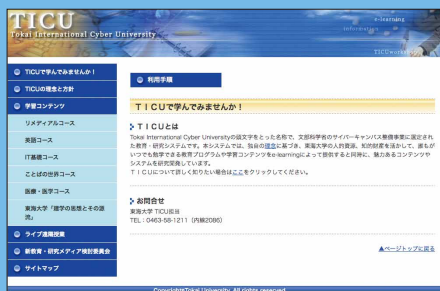 TICU
Tokai International Cyber University
e-learning
information
TICUworks
TICUで学んでみませんか！
TICUの理念と方針
学習コンテンツ
リメディアルコース
英語コース
IT基礎コース
ことばの世界コース
医療・医学コース
東海大学「建学の思想とその源流」
ライブ遠隔授業
新教育・研究メディア検討委員会
サイトマップ
利用手順
ＴＩＣＵで学んでみませんか！
ＴＩＣＵとは
Tokai International Cyber Universityの頭文字をとった名称で、文部科学省のサイバーキャンパス整備事業に選定され
た教育・研究システムです。本システムでは、独自の理念に基づき、東海大学の人的資源、知的財産を活かして、誰もが
いつでも勉学できる教育プログラムや学習コンテンツをe-learningによって提供すると同時に、魅力あるコンテンツや
システムを研究開発しています。
ＴＩＣＵについて詳しく知りたい場合はここをクリックしてください。
お問合せ
東海大学 TICU担当
TEL：0463-58-1211（内線2086）
▲ページトップに戻る
Copyrights Tokai University. All rights reserved.